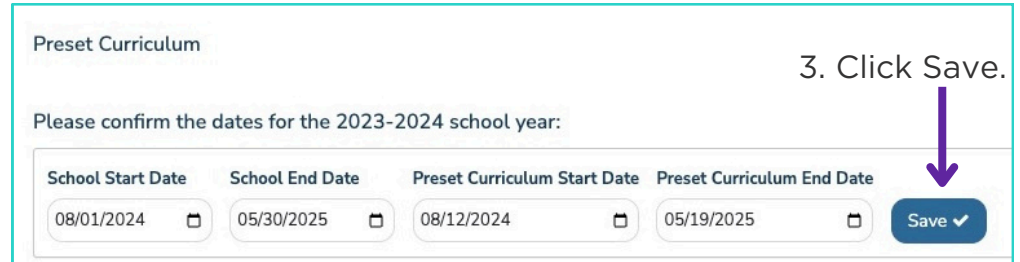 Preset Curriculum
3. Click Save.
Please confirm the dates for the 2023-2024 school year:
School Start Date School End Date Preset Curriculum Start Date Preset Curriculum End Date
08/01/2024 05/30/2025 08/12/2024 05/19/2025 Save ✔